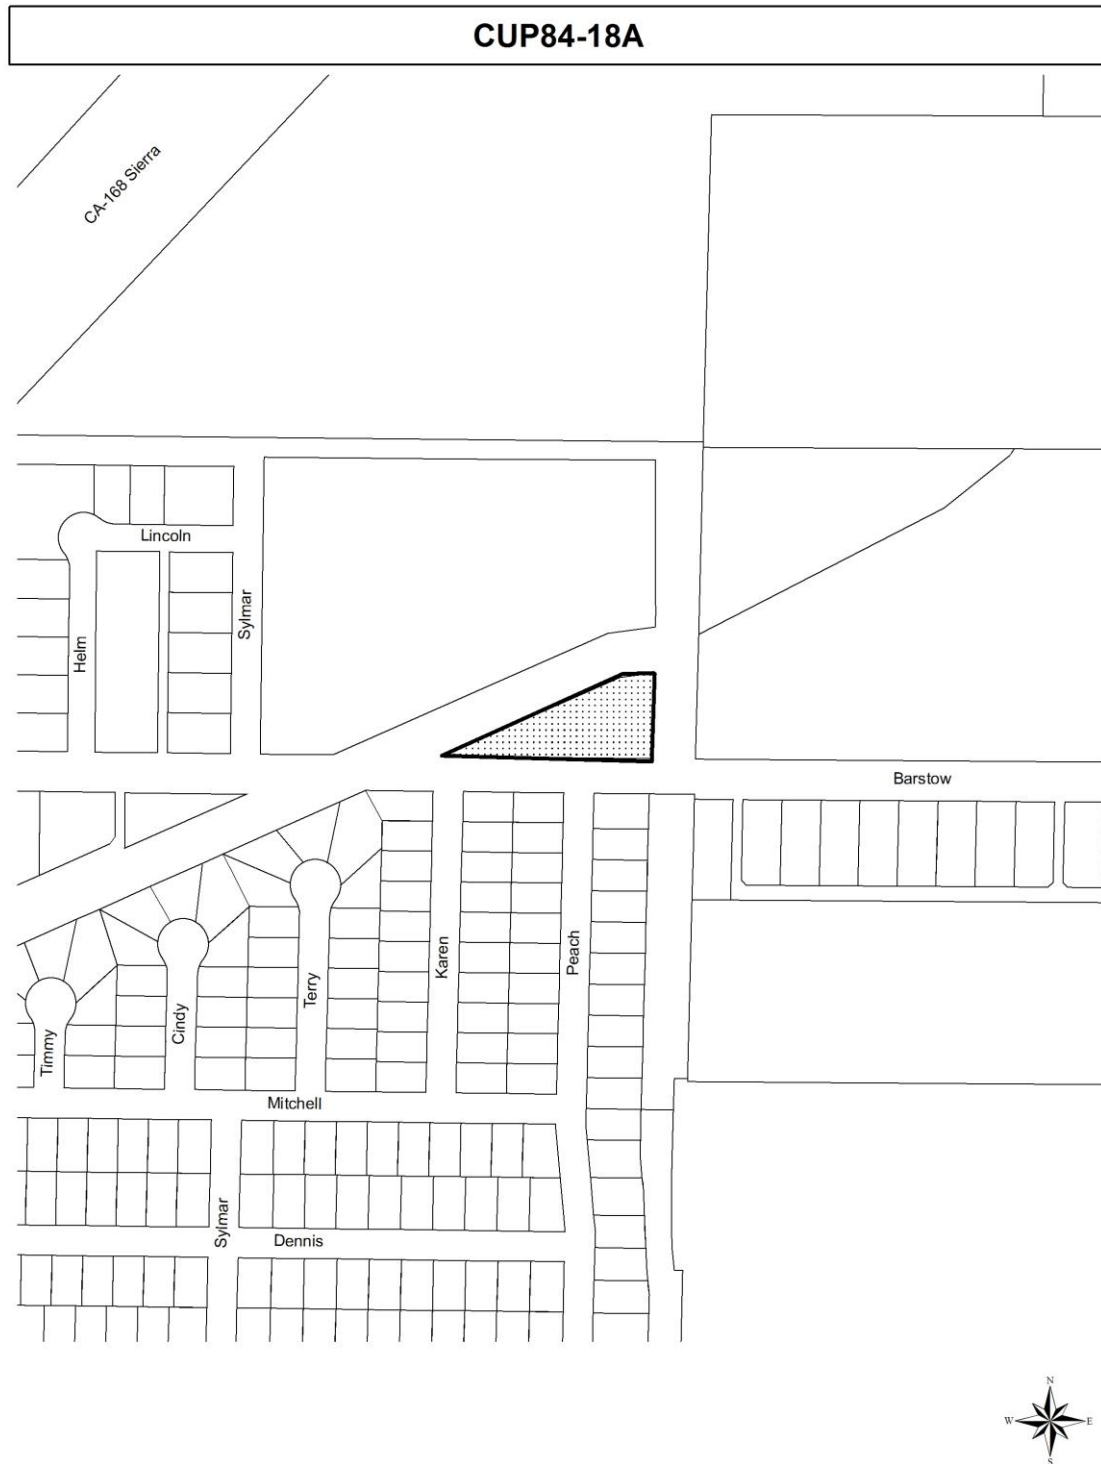 CUP84-18A
CA-168 Sierra
Lincoln
Sylmar
Helm
Barstow
Karen
Peach
Terry
Cindy
Timmy
Mitchell
Sylmar
Dennis
N
W E
S